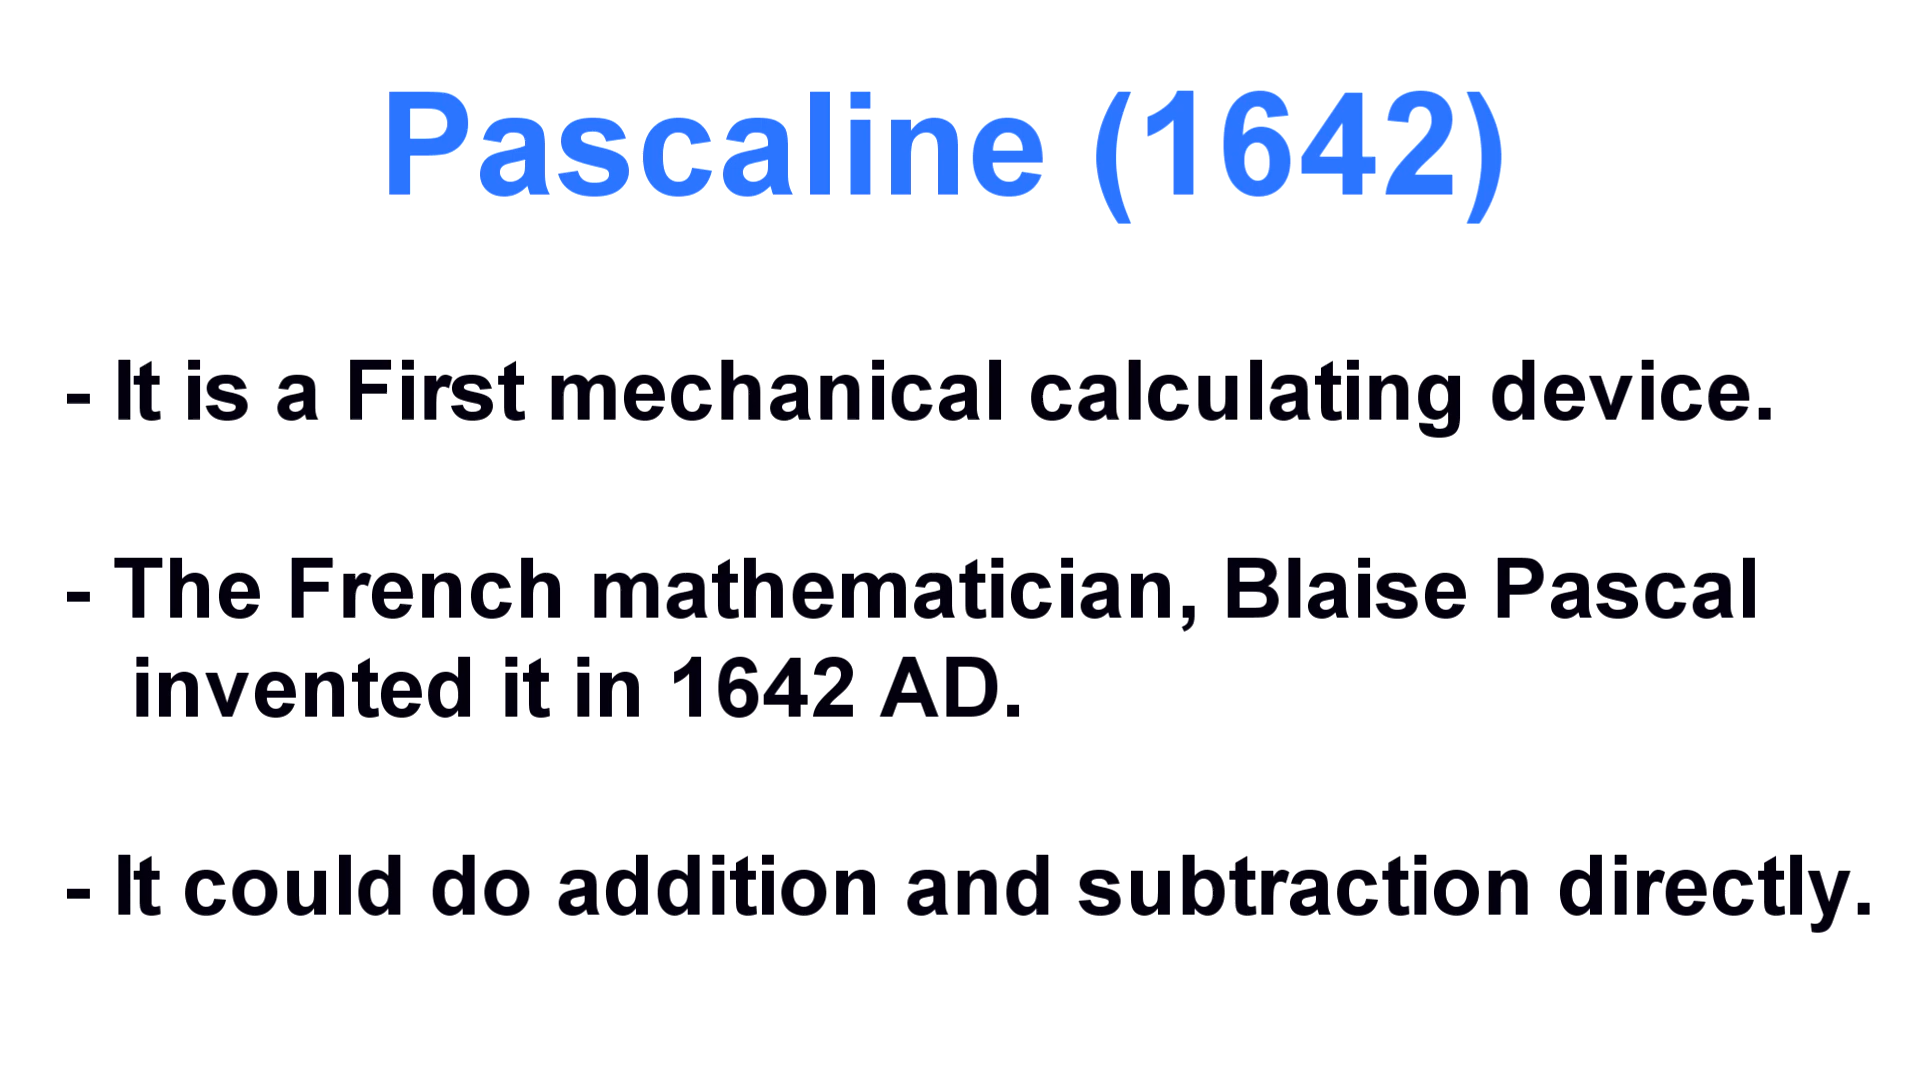 Pascaline (1642)
- It is a First mechanical calculating device.
- The French mathematician, Blaise Pascal
invented it in 1642 AD.
- It could do addition and subtraction directly.